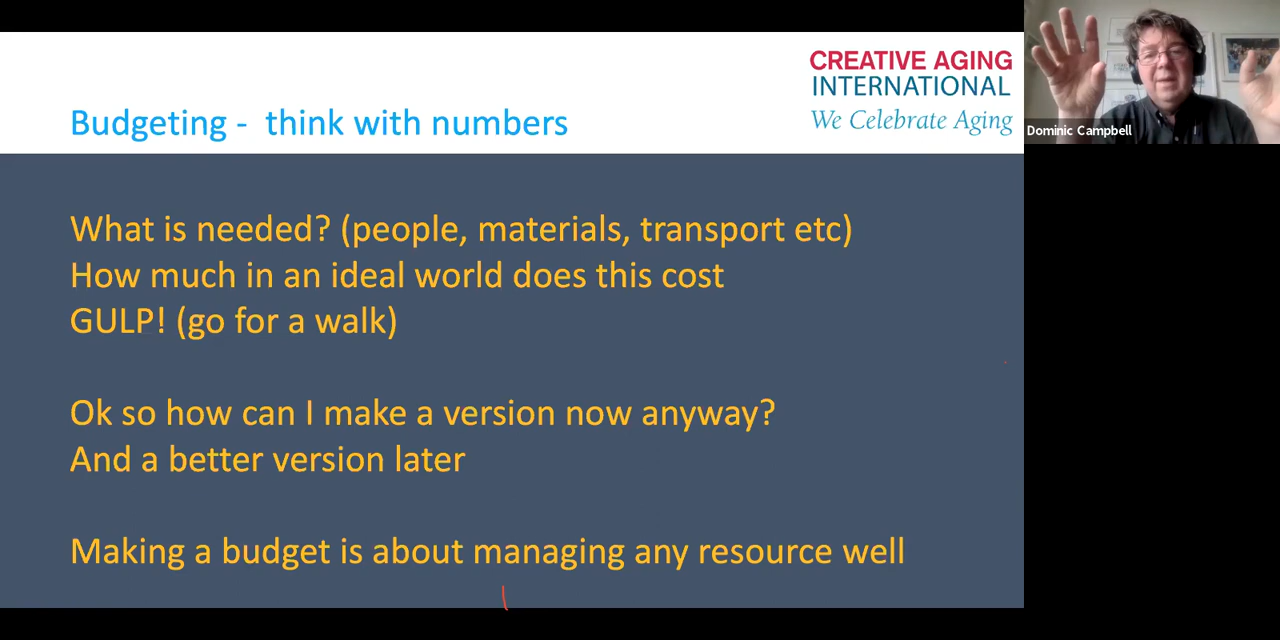 CREATIVE AGING
INTERNATIONAL
We Celebrate Aging
Budgeting - think with numbers
What is needed? (people, materials, transport etc)
How much in an ideal world does this cost
GULP! (go for a walk)
Ok so how can I make a version now anyway?
And a better version later
Making a budget is about managing any resource well
Dominic Campbell